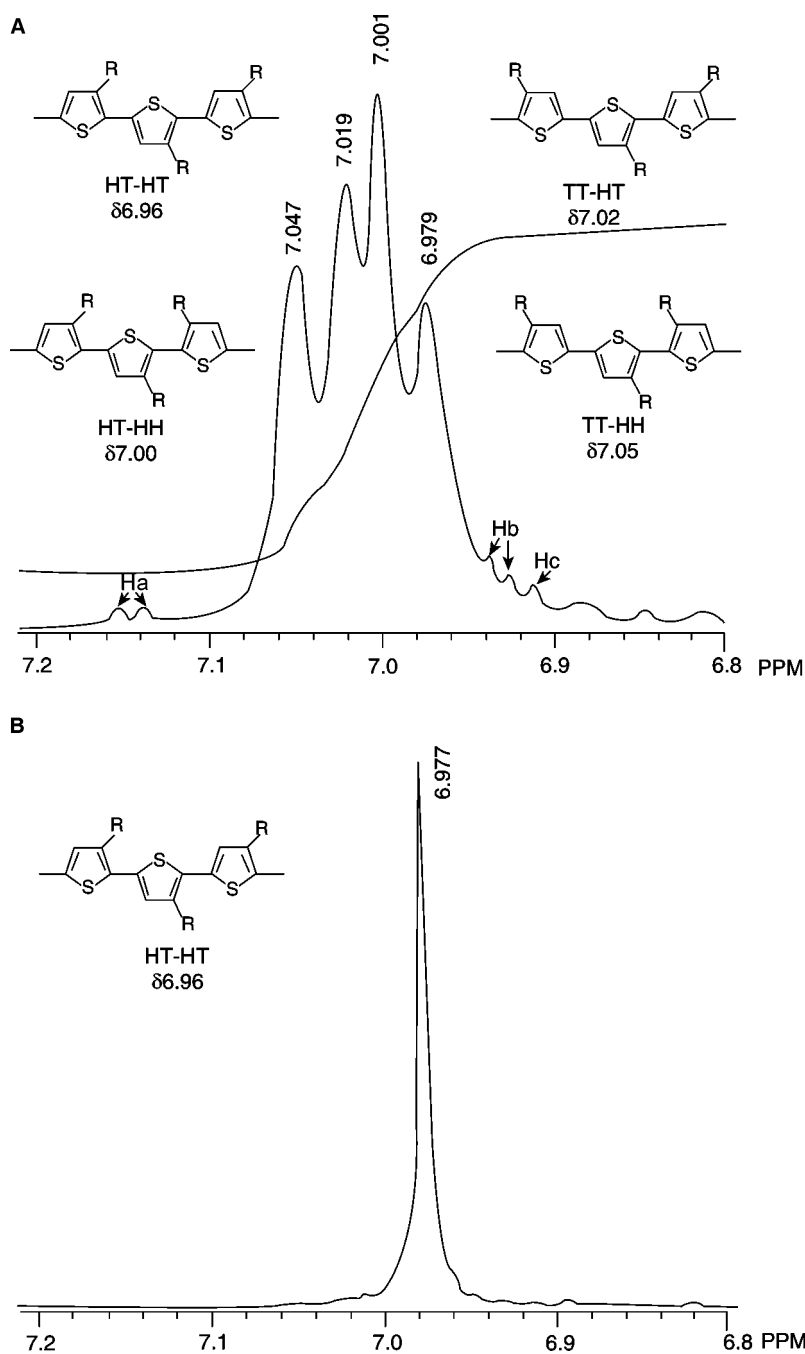 A
R
R
S
S
S
R
HT-HT
δ6.96
7.047
7.019
7.001
6.979
R
R
S
S
S
R
TT-HT
δ7.02
R
R
S
S
S
R
HT-HH
δ7.00
R
R
S
S
S
R
TT-HH
δ7.05
Ha
Hb
Hc
7.2 7.1 7.0 6.9 6.8 PPM
B
6.977
R
R
S
S
S
R
HT-HT
δ6.96
7.2 7.1 7.0 6.9 6.8 PPM